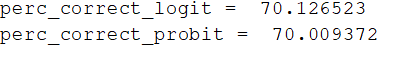 perc_correct_logit =  70.126523
perc_correct_probit =  70.009372